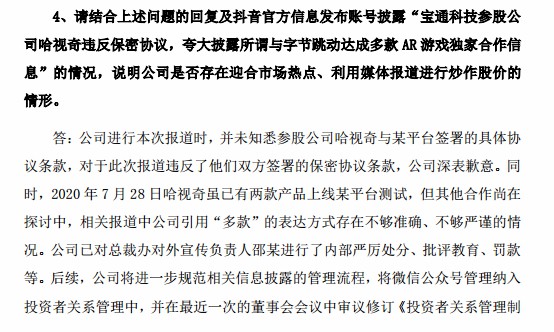 4、请结合上述问题的回复及抖音官方信息发布账号披露“宝通科技参股公
司哈视奇违反保密协议，夸大披露所谓与字节跳动达成多款 AR 游戏独家合作信
息”的情况，说明公司是否存在迎合市场热点、利用媒体报道进行炒作股价的
情形。
答：公司进行本次报道时，并未知悉参股公司哈视奇与某平台签署的具体协
议条款，对于此次报道违反了他们双方签署的保密协议条款，公司深表歉意。同
时，2020 年 7 月 28 日哈视奇虽已有两款产品上线某平台测试，但其他合作尚在
探讨中，相关报道中公司引用“多款”的表达方式存在不够准确、不够严谨的情
况。公司已对总裁办对外宣传负责人邵某进行了内部严厉处分、批评教育、罚款
等。后续，公司将进一步规范相关信息披露的管理流程，将微信公众号管理纳入
投资者关系管理中，并在最近一次的董事会会议中审议修订《投资者关系管理制